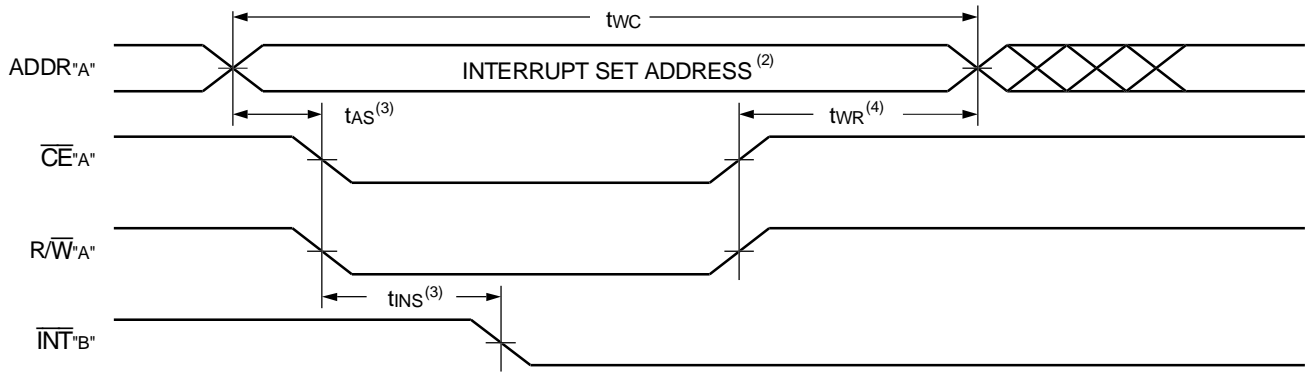 tWC
ADDR"A"
INTERRUPT SET ADDRESS (2)
tAS(3)
tWR(4)
CE"A"
R/W"A"
tINS(3)
INT"B"